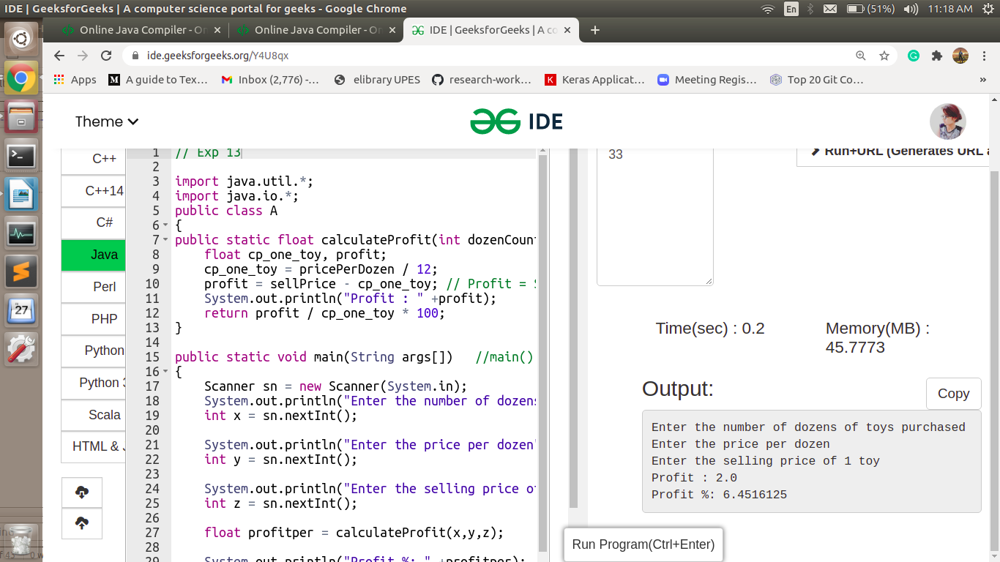 IDE | GeeksforGeeks | A computer science portal for geeks - Google Chrome
En
(51%)
11:18 AM
Online Java Compiler - Or
Online Java Compiler - Or
IDE | GeeksforGeeks | A co
ide.geeksforgeeks.org/Y4U8qx
Apps
A guide to Tex...
Inbox (2,776) -...
elibrary UPES
research-work...
Keras Applicat...
Meeting Regis...
Top 20 Git Co...
»
Theme
IDE
C++
C++14
C#
Java
Perl
PHP
Python
Python 3
Scala
HTML & J
1 // Exp 13
2
3 import java.util.*;
4 import java.io.*;
5 public class A
6 {
7 public static float calculateProfit(int dozenCount
8 float cp_one_toy, profit;
9 cp_one_toy = pricePerDozen / 12;
10 profit = sellPrice - cp_one_toy; // Profit = S
11 System.out.println("Profit : " +profit);
12 return profit / cp_one_toy * 100;
13 }
14
15 public static void main(String args[]) //main()
16 {
17 Scanner sn = new Scanner(System.in);
18 System.out.println("Enter the number of dozens
19 int x = sn.nextInt();
20
21 System.out.println("Enter the price per dozen"
22 int y = sn.nextInt();
23
24 System.out.println("Enter the selling price of
25 int z = sn.nextInt();
26
27 float profitper = calculateProfit(x,y,z);
28
29 System.out.println("Profit %: " +profitper);
33
Run+URL (Generates URL a
Time(sec) : 0.2
Memory(MB) :
45.7773
Output:
Copy
Enter the number of dozens of toys purchased
Enter the price per dozen
Enter the selling price of 1 toy
Profit : 2.0
Profit %: 6.4516125
Run Program(Ctrl+Enter)
27